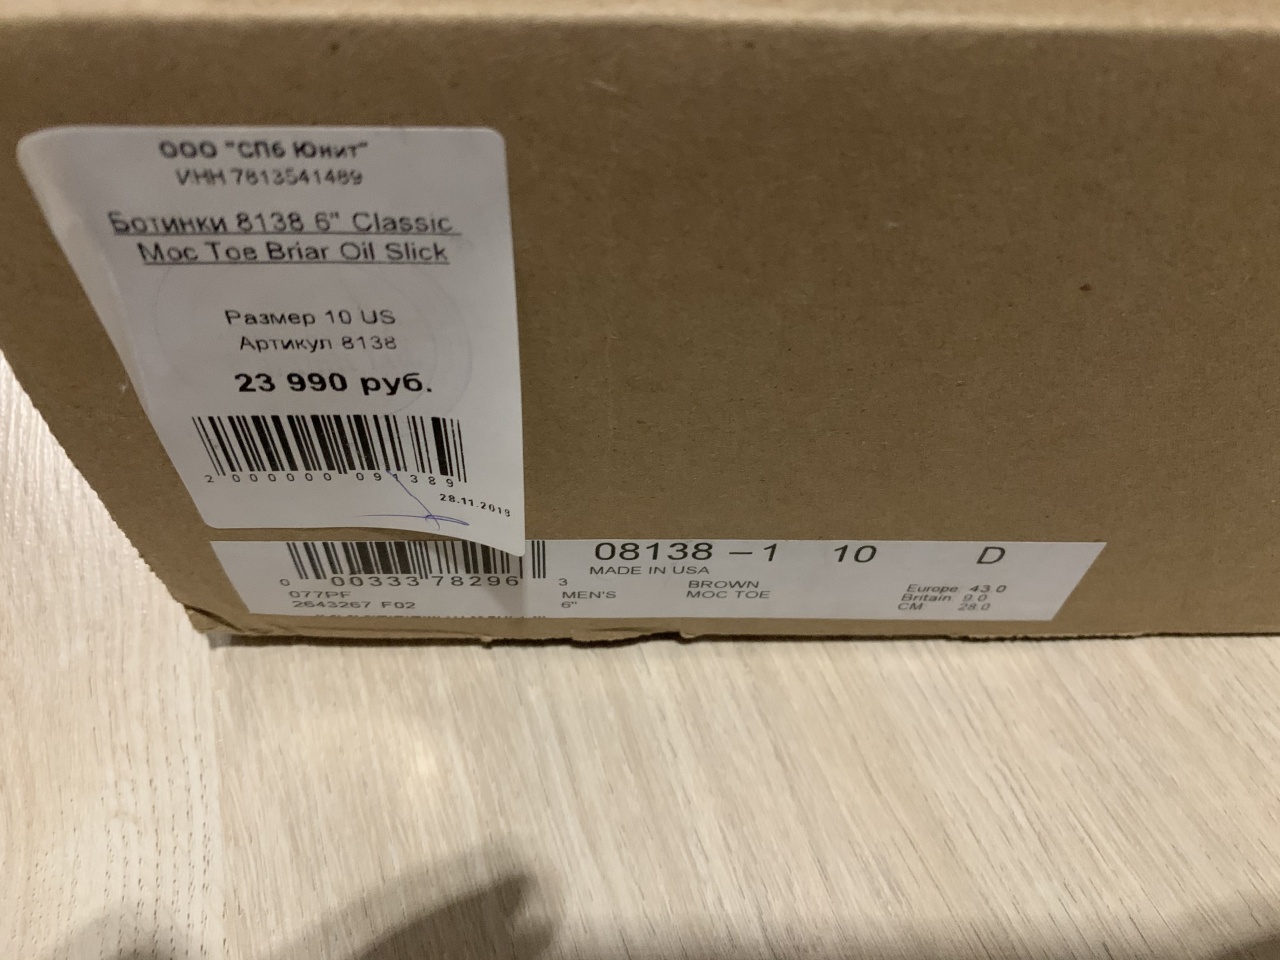 ООО "СПб Юнит"
ИНН 7813541489
Ботинки 8138 6" Classic
Moc Toe Briar Oil Slick
Размер 10 US
Артикул 8138
23 990 руб.
2 000000 091389
28.11.2019
08138 – 1 10 D
MADE IN USA
0 00333 78296 3
077PF
2643267 F02
MEN'S
6"
BROWN
MOC TOE
Europe: 43.0
Britain: 9.0
CM 28.0